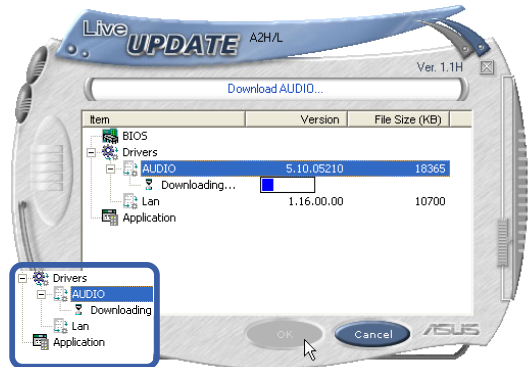 Live UPDATE A2H/L
Ver. 1.1H
Download AUDIO...
Item Version File Size (KB)
BIOS
Drivers
AUDIO 5.10.05210 18365
Downloading...
Lan 1.16.00.00 10700
Application
Drivers
AUDIO
Downloading
Lan
Application
OK Cancel ASUS